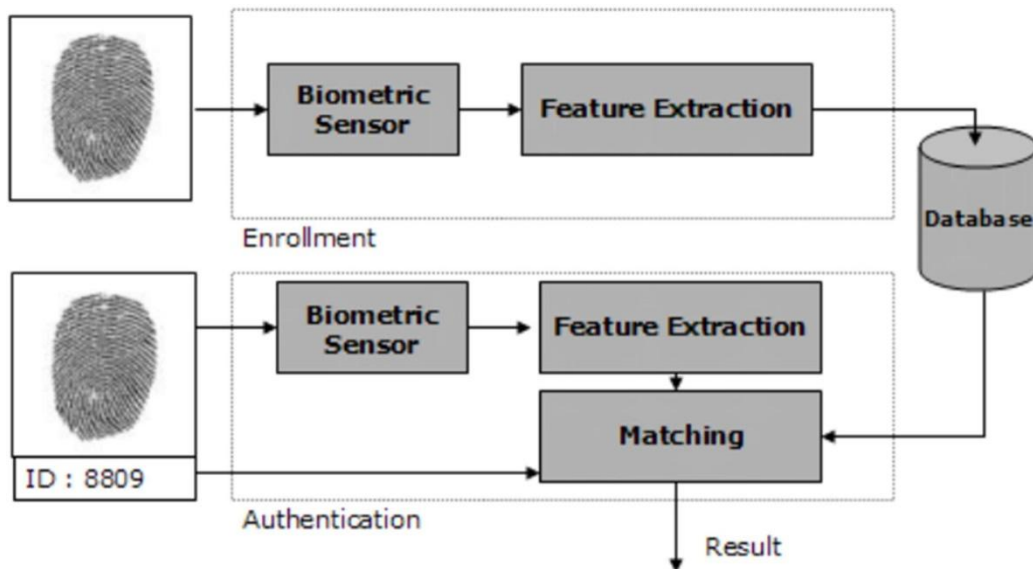 Biometric
Sensor
Feature Extraction
Database
Enrollment
Biometric
Sensor
Feature Extraction
Matching
ID : 8809
Authentication
Result